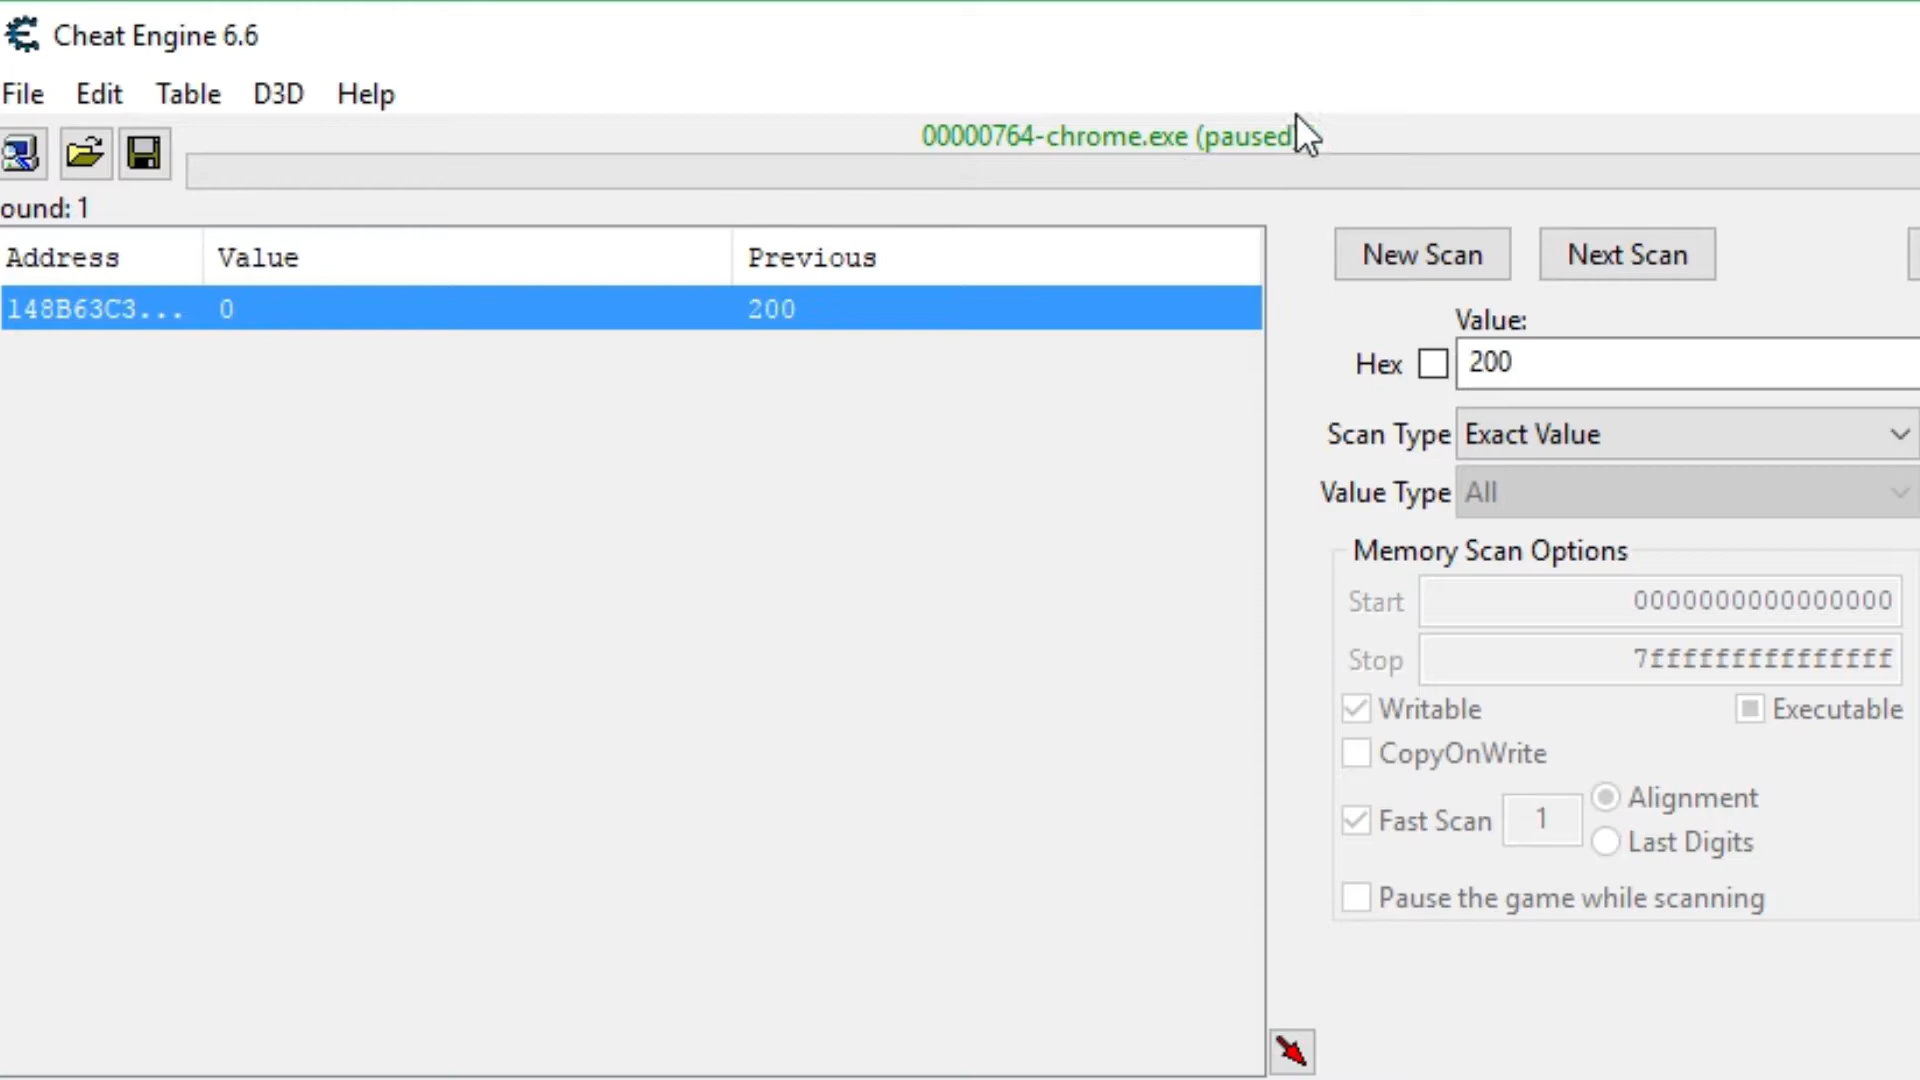 Cheat Engine 6.6
File Edit Table D3D Help
00000764-chrome.exe (paused)
ound: 1
Address Value Previous
148B63C3... 0 200
New Scan Next Scan
Value:
Hex 200
Scan Type Exact Value
Value Type All
Memory Scan Options
Start 0000000000000000
Stop 7fffffffffffffff
Writable Executable
CopyOnWrite
Fast Scan 1 Alignment
Last Digits
Pause the game while scanning